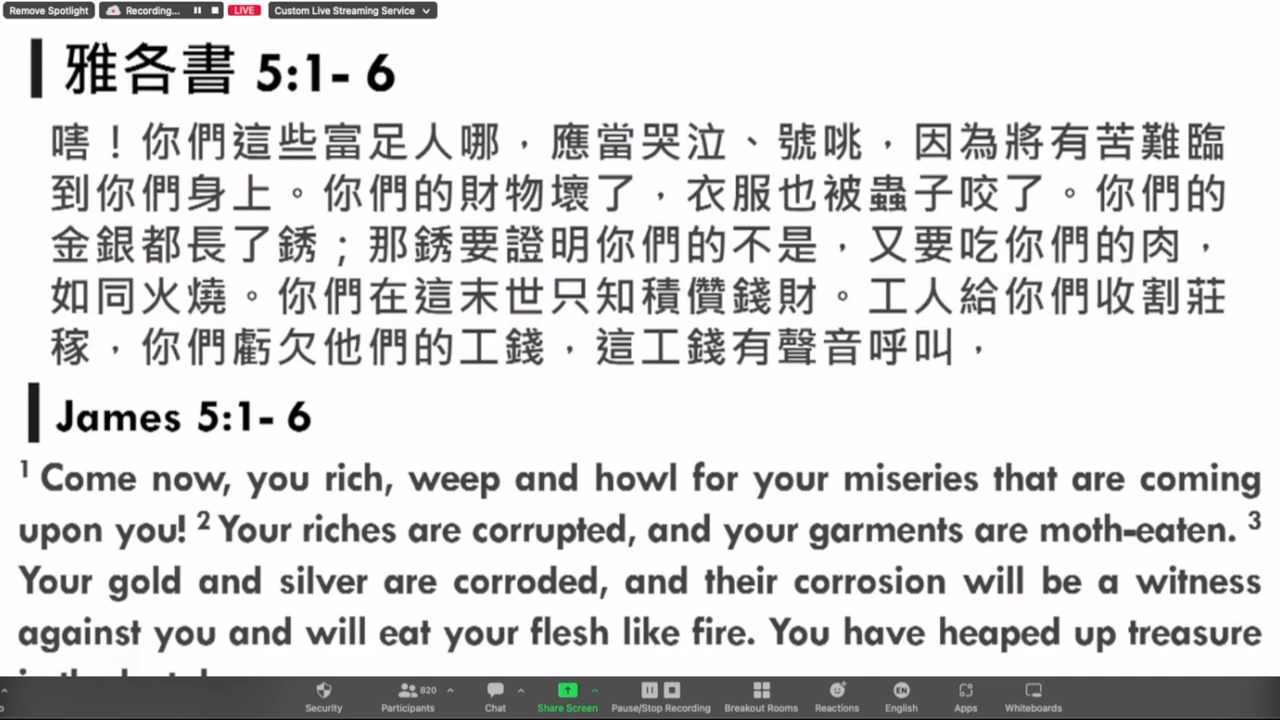 Remove Spotlight Recording... LIVE Custom Live Streaming Service
雅各書 5:1- 6
嗐！你們這些富足人哪，應當哭泣、號咷，因為將有苦難臨
到你們身上。你們的財物壞了，衣服也被蟲子咬了。你們的
金銀都長了銹；那銹要證明你們的不是，又要吃你們的肉，
如同火燒。你們在這末世只知積儹錢財。工人給你們收割莊
稼，你們虧欠他們的工錢，這工錢有聲音呼叫，
James 5:1- 6
1 Come now, you rich, weep and howl for your miseries that are coming
upon you! 2 Your riches are corrupted, and your garments are moth-eaten. 3
Your gold and silver are corroded, and their corrosion will be a witness
against you and will eat your flesh like fire. You have heaped up treasure
820 EN
Security Participants Chat Share Screen Pause/Stop Recording Breakout Rooms Reactions English Apps Whiteboards